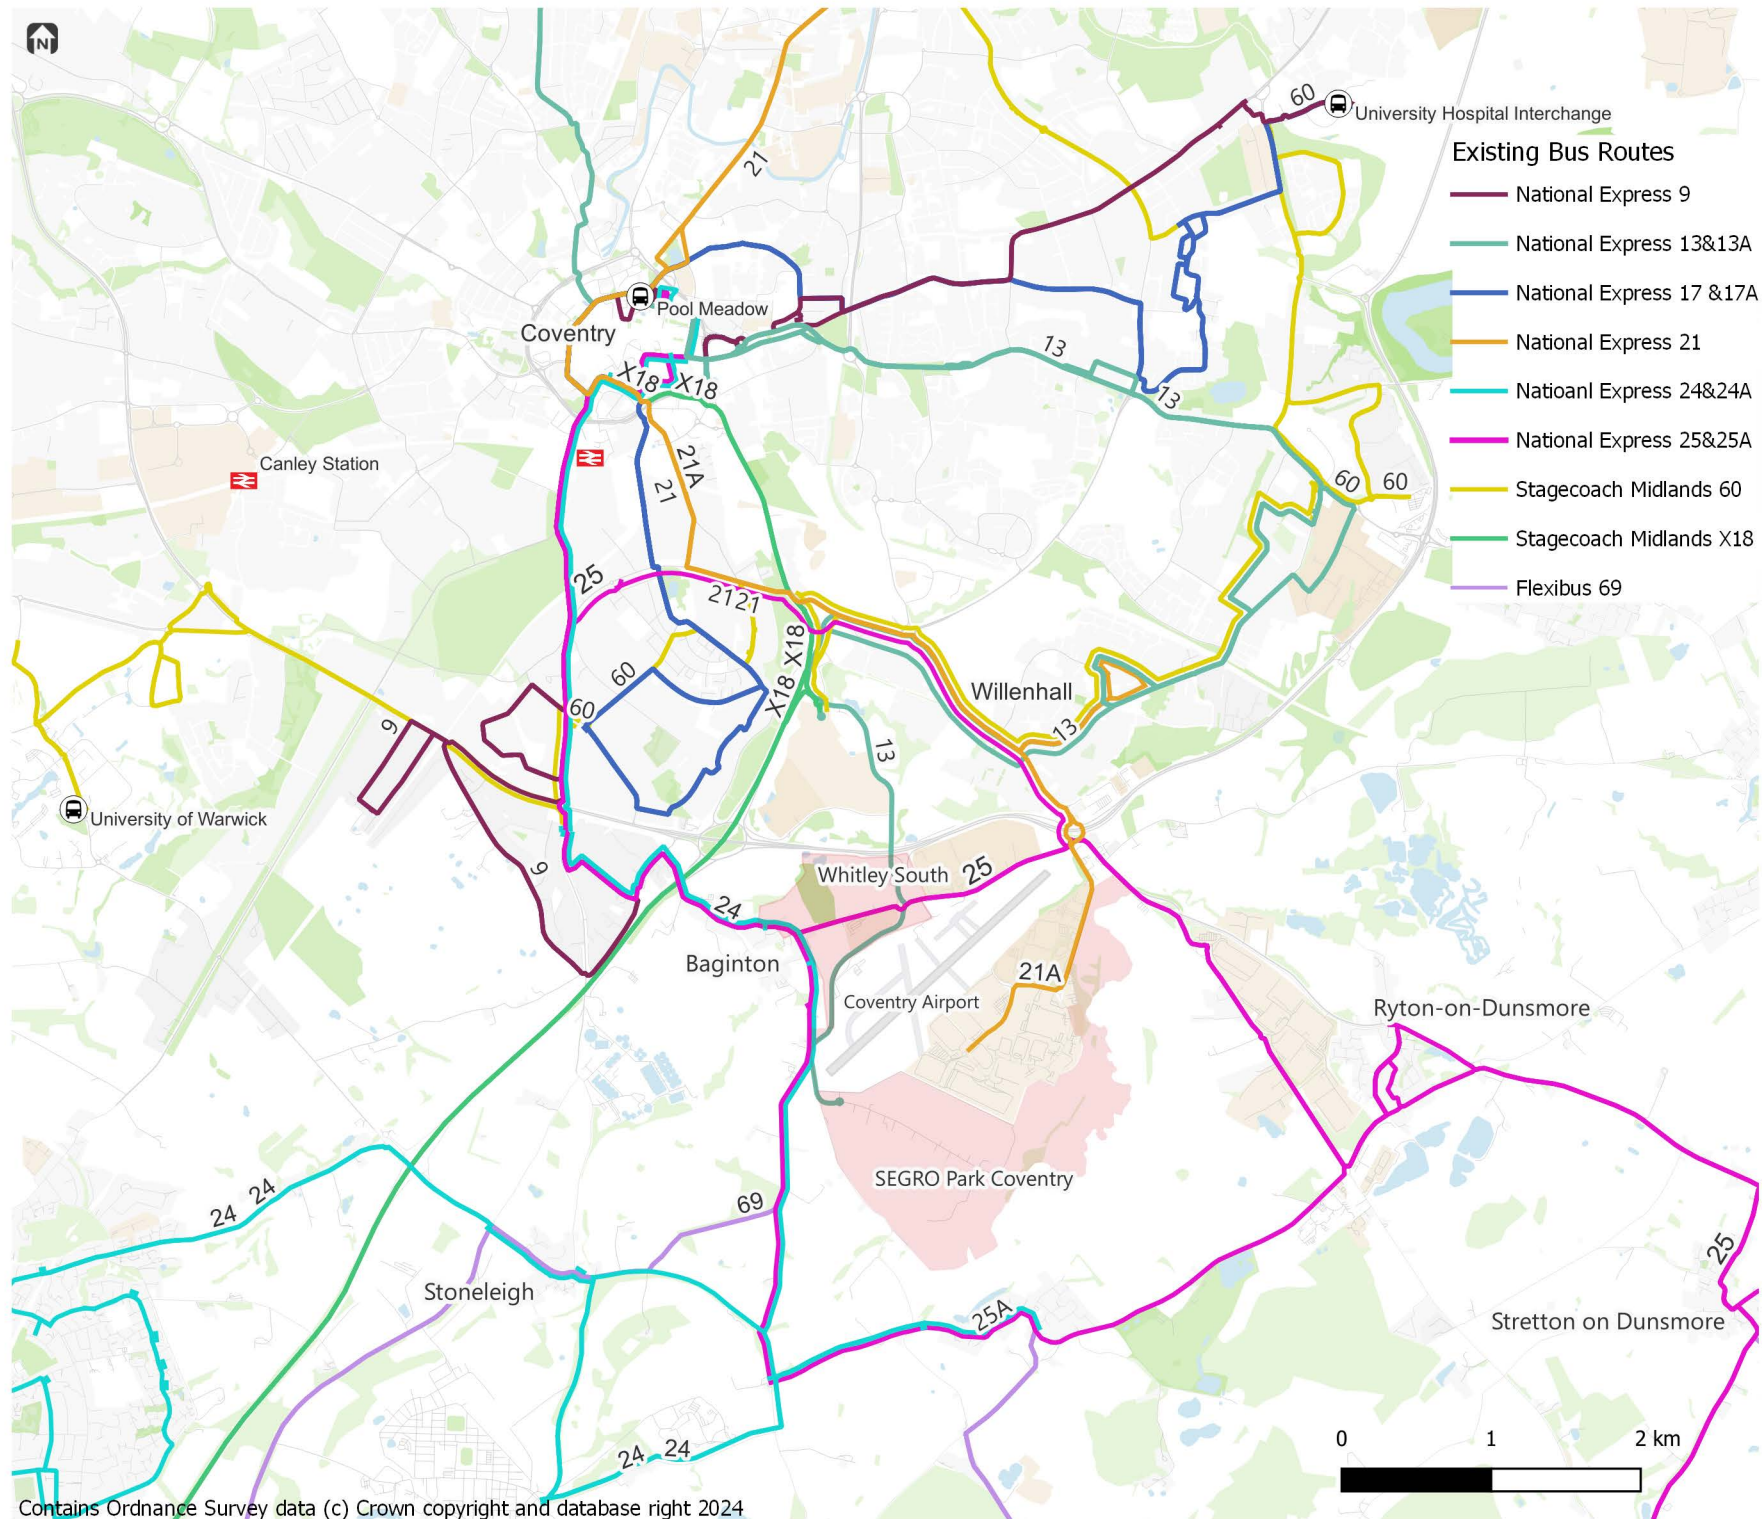 N
21
60
University Hospital Interchange
Existing Bus Routes
National Express 9
National Express 13&13A
National Express 17 &17A
National Express 21
Natioanl Express 24&24A
National Express 25&25A
Stagecoach Midlands 60
Stagecoach Midlands X18
Flexibus 69
Pool Meadow
Coventry
13
X18
X18
13
Canley Station
21A
21
60
60
25
2121
X18
60
X18
Willenhall
60
9
13
13
University of Warwick
9
Whitley South
25
24
Baginton
21A
Coventry Airport
Ryton-on-Dunsmore
SEGRO Park Coventry
24
24
69
25
Stoneleigh
25A
Stretton on Dunsmore
24
24
0 1 2 km
Contains Ordnance Survey data (c) Crown copyright and database right 2024